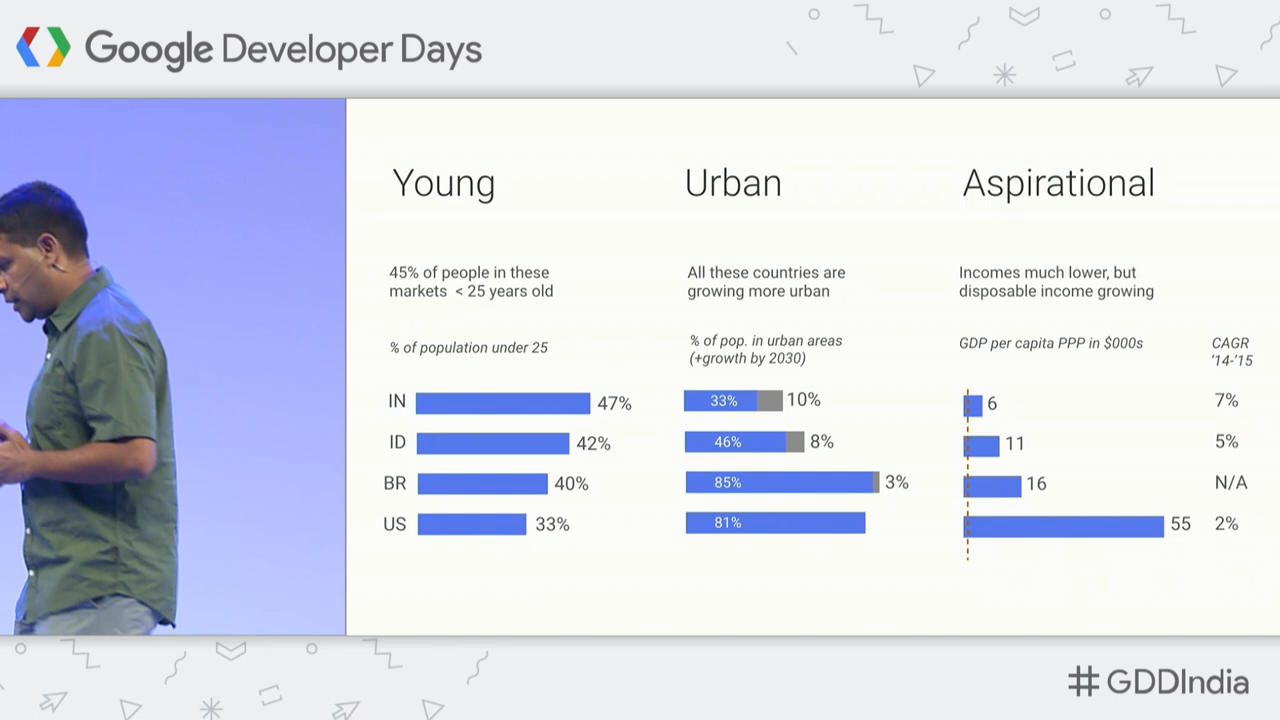 Google Developer Days
Young
Urban
Aspirational
45% of people in these
markets < 25 years old
All these countries are
growing more urban
Incomes much lower, but
disposable income growing
% of population under 25
% of pop. in urban areas
(+growth by 2030)
GDP per capita PPP in $000s
CAGR
'14-'15
IN 47% 33% 10% 6 7%
ID 42% 46% 8% 11 5%
BR 40% 85% 3% 16 N/A
US 33% 81% 55 2%
#GDDIndia